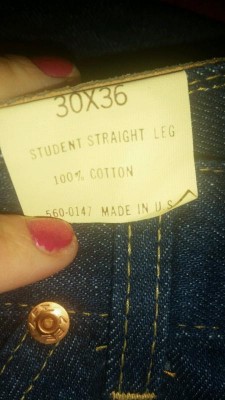 30X36
STUDENT STRAIGHT LEG
100% COTTON
560-0147 MADE IN U S